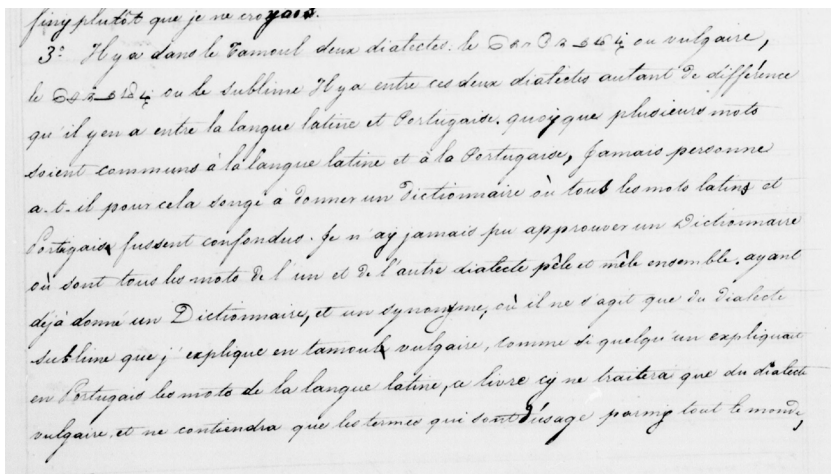 finy plutôt que je ne croyais.
3.° Il y a dans le Tamoul deux dialectes. le ou vulgaire,
le ou le sublime Il y a entre ces deux dialectes autant de différence
qu'il y en a entre la langue latine et Portugaise. quoyque plusieurs mots
soient communs à la langue latine et à la Portugaise, jamais personne
a-t-il pour cela songé à donner un Dictionnaire où tous les mots latins et
Portugais fussent confondus. Je n'ay jamais pu approuver un Dictionnaire
où sont tous les mots de l'un et de l'autre dialecte pêle et mêle ensemble. ayant
déjà donné un Dictionnaire, et un synonyme, où il ne s'agit que du dialecte
sublime que j'explique en tamoul vulgaire, comme si quelqu'un expliquait
en Portugais les mots de la langue latine, ce livre cy ne traitera que du dialecte
vulgaire, et ne contiendra que les termes qui sont d'usage parmy tout le monde,